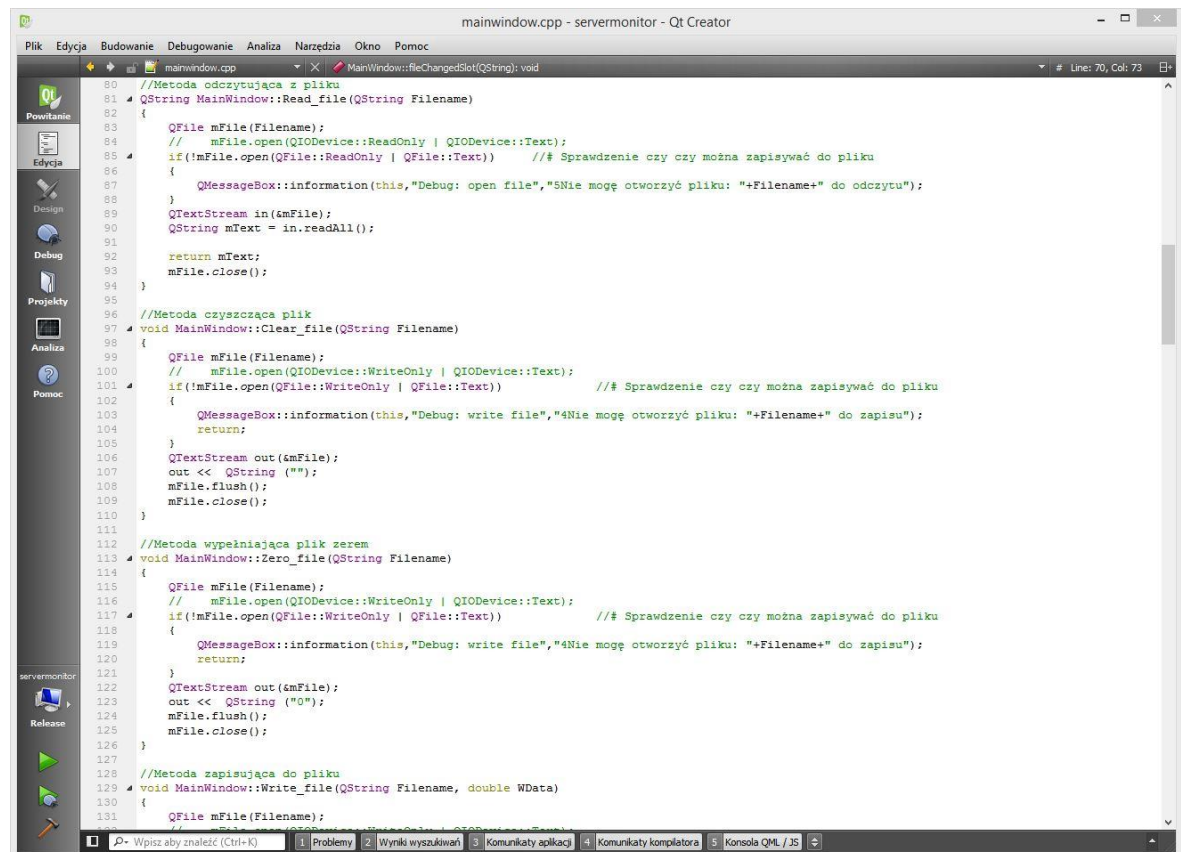 mainwindow.cpp - servermonitor - Qt Creator
Plik Edycja Budowanie Debugowanie Analiza Narzędzia Okno Pomoc
mainwindow.cpp MainWindow::fileChangedSlot(QString): void # Line: 70, Col: 73
Powitanie
Edycja
Design
Debug
Projekty
Analiza
Pomoc
servermonitor
Release
80 //Metoda odczytująca z pliku
81 QString MainWindow::Read_file(QString Filename)
82 {
83 QFile mFile(Filename);
84 // mFile.open(QIODevice::ReadOnly | QIODevice::Text);
85 if(!mFile.open(QFile::ReadOnly | QFile::Text)) //# Sprawdzenie czy czy można zapisywać do pliku
86 {
87 QMessageBox::information(this,"Debug: open file","5Nie mogę otworzyć pliku: "+Filename+" do odczytu");
88 }
89 QTextStream in(&mFile);
90 QString mText = in.readAll();
91
92 return mText;
93 mFile.close();
94 }
95
96 //Metoda czyszcząca plik
97 void MainWindow::Clear_file(QString Filename)
98 {
99 QFile mFile(Filename);
100 // mFile.open(QIODevice::WriteOnly | QIODevice::Text);
101 if(!mFile.open(QFile::WriteOnly | QFile::Text)) //# Sprawdzenie czy czy można zapisywać do pliku
102 {
103 QMessageBox::information(this,"Debug: write file","4Nie mogę otworzyć pliku: "+Filename+" do zapisu");
104 return;
105 }
106 QTextStream out(&mFile);
107 out << QString ("");
108 mFile.flush();
109 mFile.close();
110 }
111
112 //Metoda wypełniająca plik zerem
113 void MainWindow::Zero_file(QString Filename)
114 {
115 QFile mFile(Filename);
116 // mFile.open(QIODevice::WriteOnly | QIODevice::Text);
117 if(!mFile.open(QFile::WriteOnly | QFile::Text)) //# Sprawdzenie czy czy można zapisywać do pliku
118 {
119 QMessageBox::information(this,"Debug: write file","4Nie mogę otworzyć pliku: "+Filename+" do zapisu");
120 return;
121 }
122 QTextStream out(&mFile);
123 out << QString ("0");
124 mFile.flush();
125 mFile.close();
126 }
127
128 //Metoda zapisująca do pliku
129 void MainWindow::Write_file(QString Filename, double WData)
130 {
131 QFile mFile(Filename);
Wpisz aby znaleźć (Ctrl+K) 1 Problemy 2 Wyniki wyszukiwań 3 Komunikaty aplikacji 4 Komunikaty kompilatora 5 Konsola QML / JS